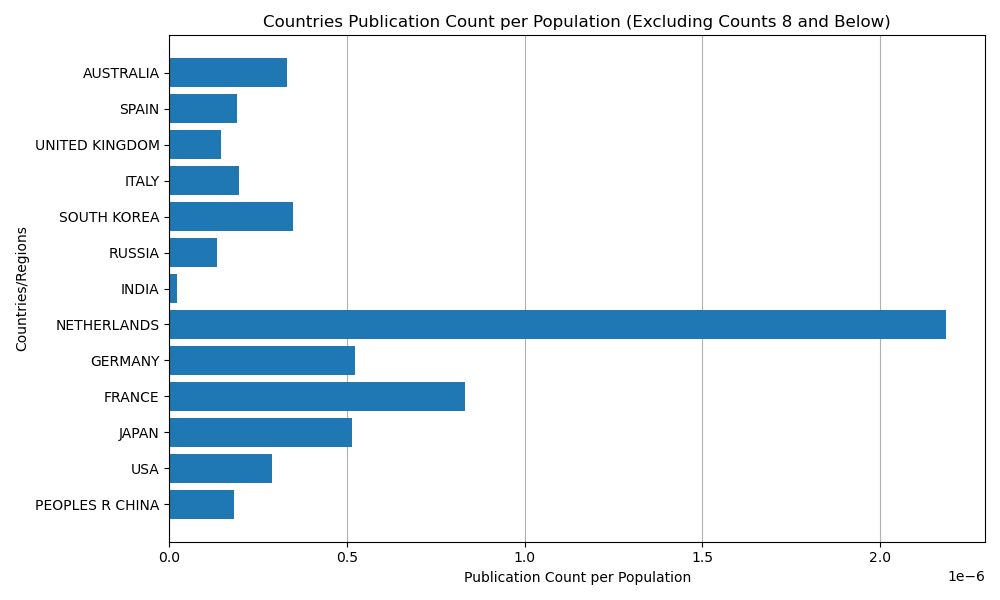 Countries Publication Count per Population (Excluding Counts 8 and Below)
AUSTRALIA
SPAIN
UNITED KINGDOM
ITALY
SOUTH KOREA
RUSSIA
INDIA
NETHERLANDS
GERMANY
FRANCE
JAPAN
USA
PEOPLES R CHINA
Countries/Regions
0.0 0.5 1.0 1.5 2.0
1e−6
Publication Count per Population